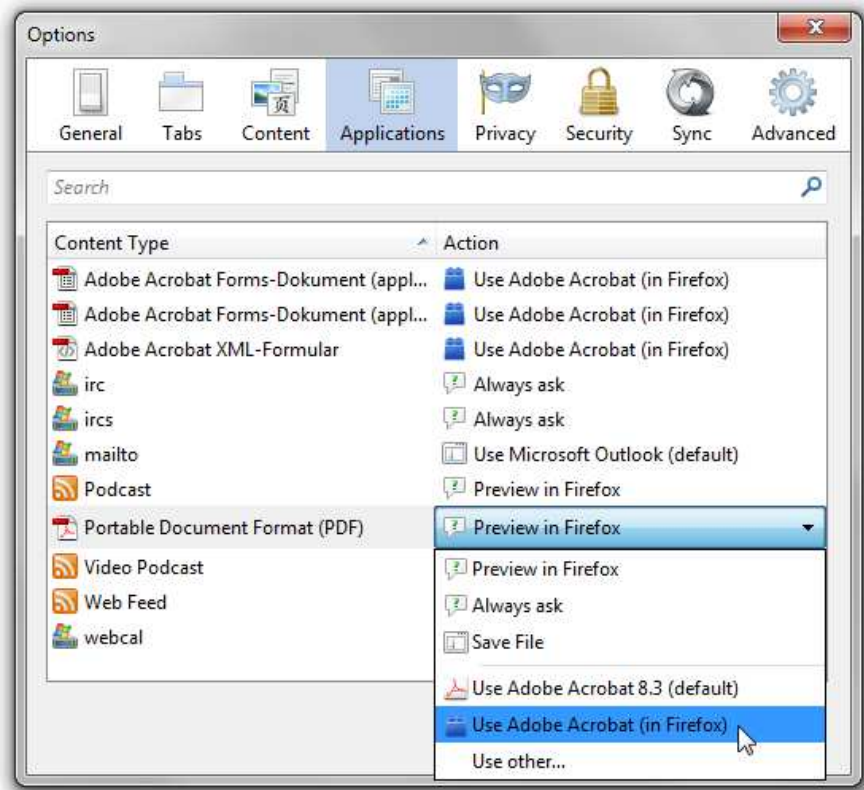 Options
General Tabs Content Applications Privacy Security Sync Advanced
Search
Content Type Action
Adobe Acrobat Forms-Dokument (appl... Use Adobe Acrobat (in Firefox)
Adobe Acrobat Forms-Dokument (appl... Use Adobe Acrobat (in Firefox)
Adobe Acrobat XML-Formular Use Adobe Acrobat (in Firefox)
irc Always ask
ircs Always ask
mailto Use Microsoft Outlook (default)
Podcast Preview in Firefox
Portable Document Format (PDF) Preview in Firefox
Video Podcast Preview in Firefox
Web Feed Always ask
webcal Save File
Use Adobe Acrobat 8.3 (default)
Use Adobe Acrobat (in Firefox)
Use other...